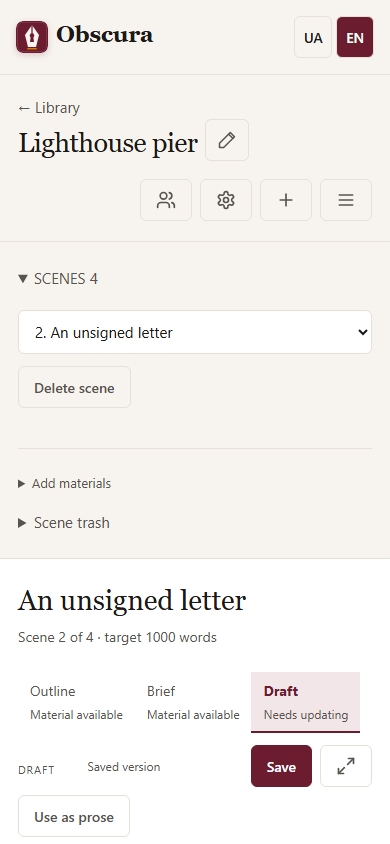 Obscura
UA EN
← Library
Lighthouse pier
SCENES 4
2. An unsigned letter
Delete scene
Add materials
Scene trash
An unsigned letter
Scene 2 of 4 · target 1000 words
Outline Brief Draft
Material available Material available Needs updating
DRAFT Saved version Save
Use as prose